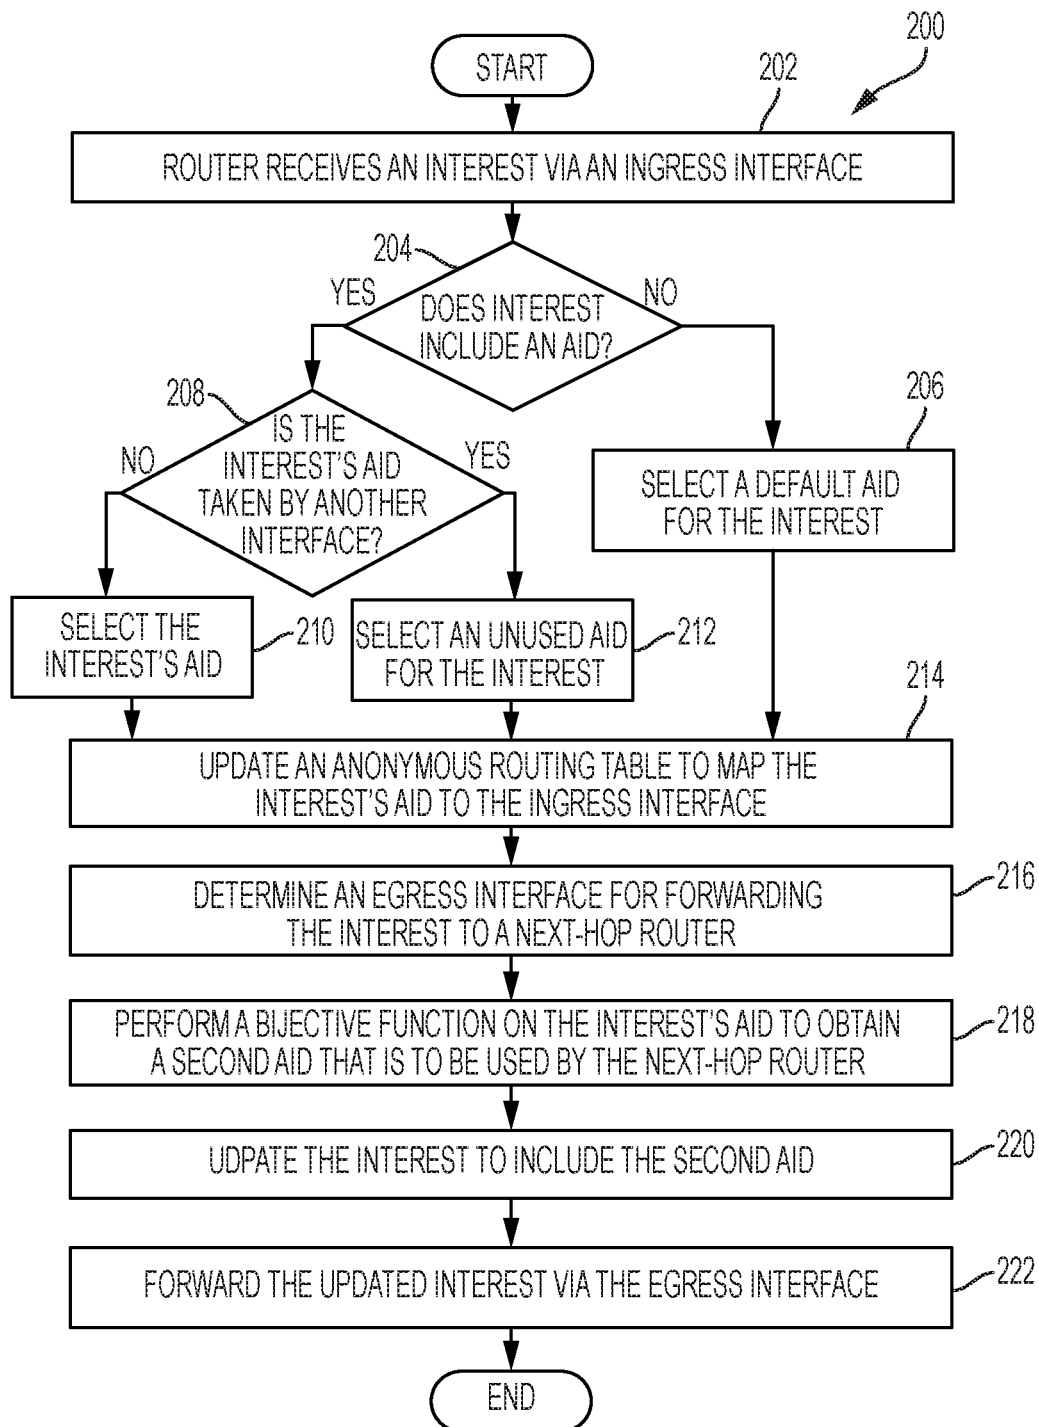 200
START
202
ROUTER RECEIVES AN INTEREST VIA AN INGRESS INTERFACE
204
YES
NO
DOES INTEREST
INCLUDE AN AID?
208
206
NO
YES
IS THE
INTEREST'S AID
TAKEN BY ANOTHER
INTERFACE?
SELECT A DEFAULT AID
FOR THE INTEREST
SELECT THE
INTEREST'S AID
210
SELECT AN UNUSED AID
FOR THE INTEREST
212
214
UPDATE AN ANONYMOUS ROUTING TABLE TO MAP THE
INTEREST'S AID TO THE INGRESS INTERFACE
DETERMINE AN EGRESS INTERFACE FOR FORWARDING
THE INTEREST TO A NEXT-HOP ROUTER
216
PERFORM A BIJECTIVE FUNCTION ON THE INTEREST'S AID TO OBTAIN
A SECOND AID THAT IS TO BE USED BY THE NEXT-HOP ROUTER
218
UDPATE THE INTEREST TO INCLUDE THE SECOND AID
220
FORWARD THE UPDATED INTEREST VIA THE EGRESS INTERFACE
222
END